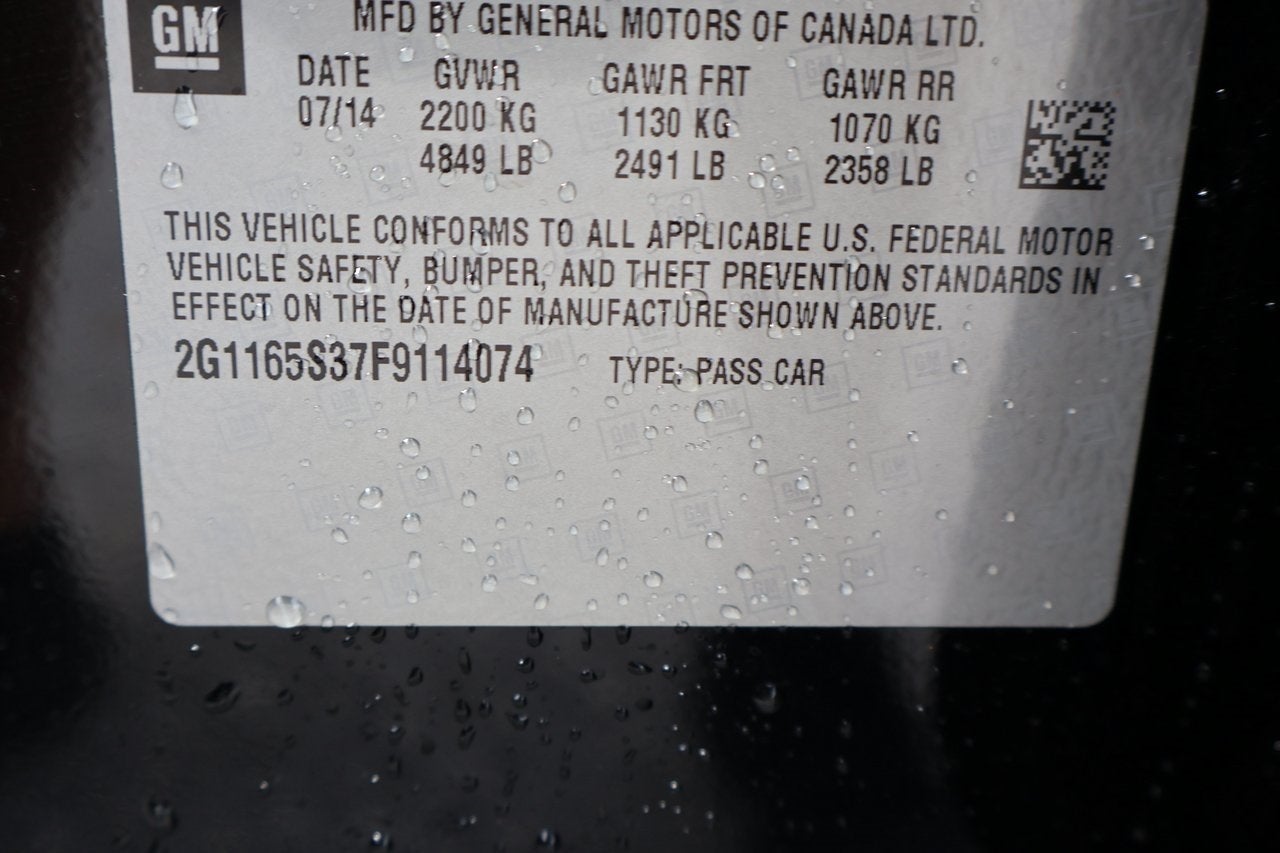 GM
MFD BY GENERAL MOTORS OF CANADA LTD.
DATE GVWR GAWR FRT GAWR RR
07/14 2200 KG 1130 KG 1070 KG
4849 LB 2491 LB 2358 LB
THIS VEHICLE CONFORMS TO ALL APPLICABLE U.S. FEDERAL MOTOR
VEHICLE SAFETY, BUMPER, AND THEFT PREVENTION STANDARDS IN
EFFECT ON THE DATE OF MANUFACTURE SHOWN ABOVE.
2G1165S37F9114074 TYPE: PASS CAR